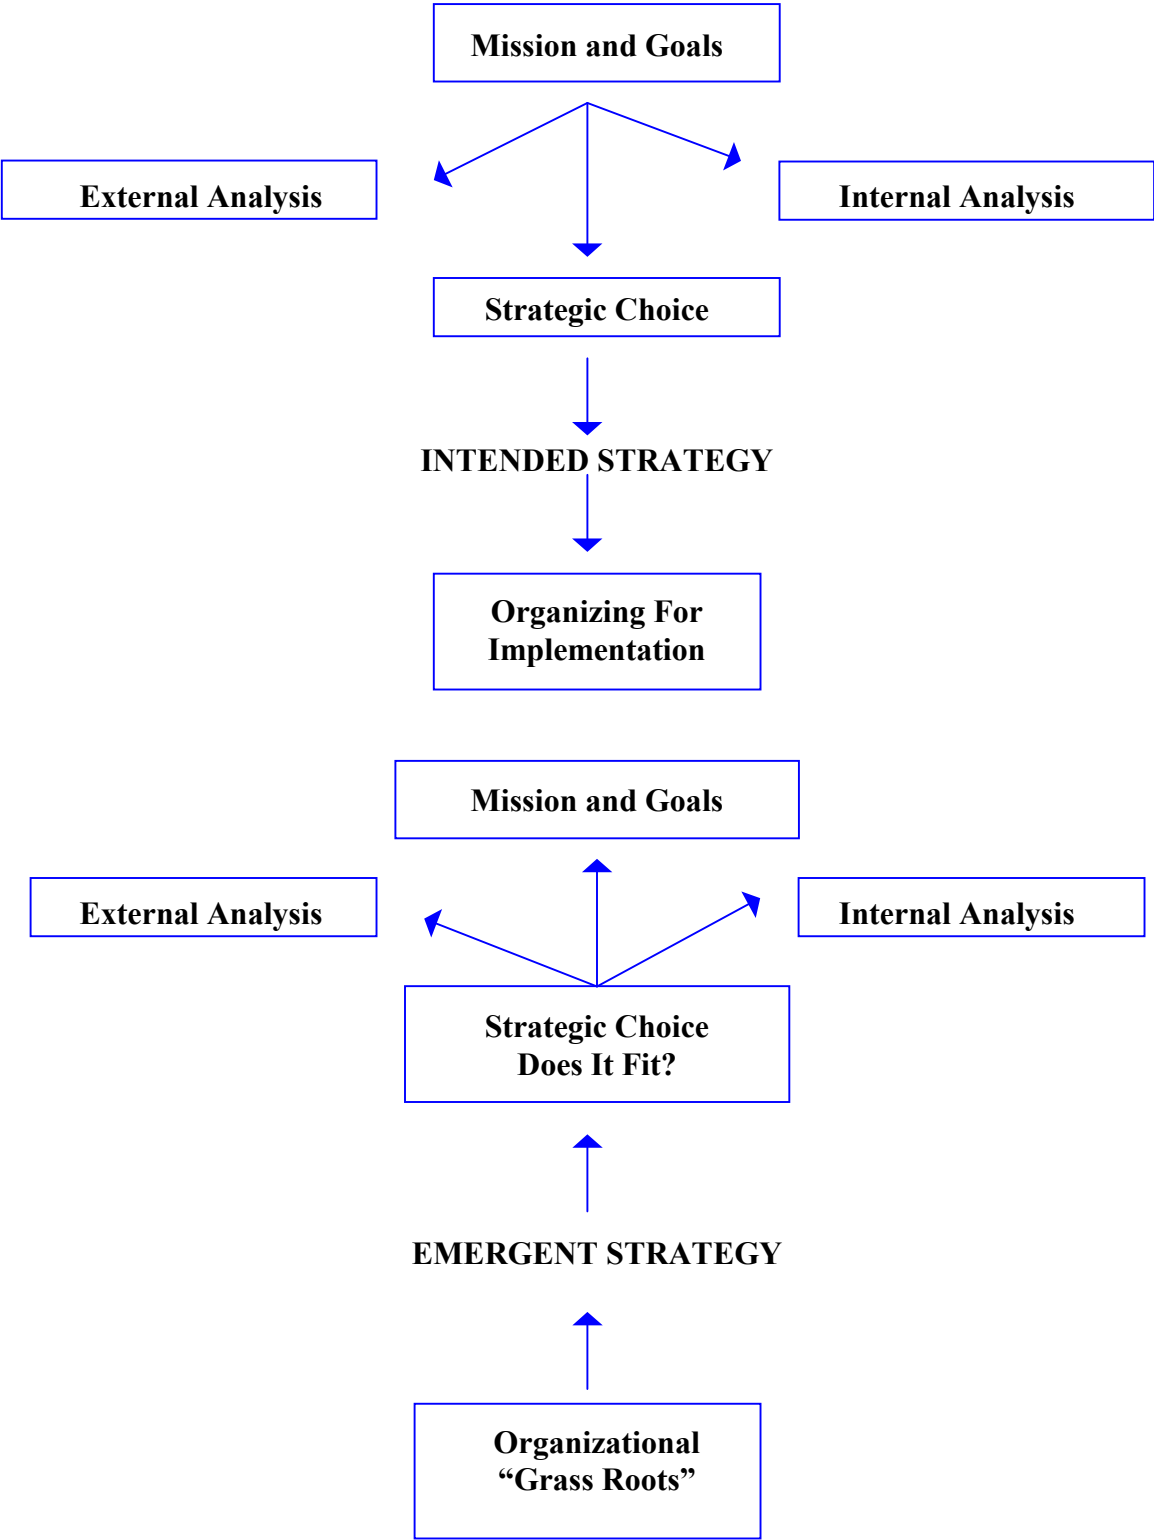 Mission and Goals
External Analysis
Internal Analysis
Strategic Choice
INTENDED STRATEGY
Organizing For
Implementation
Mission and Goals
External Analysis
Internal Analysis
Strategic Choice
Does It Fit?
EMERGENT STRATEGY
Organizational
“Grass Roots”